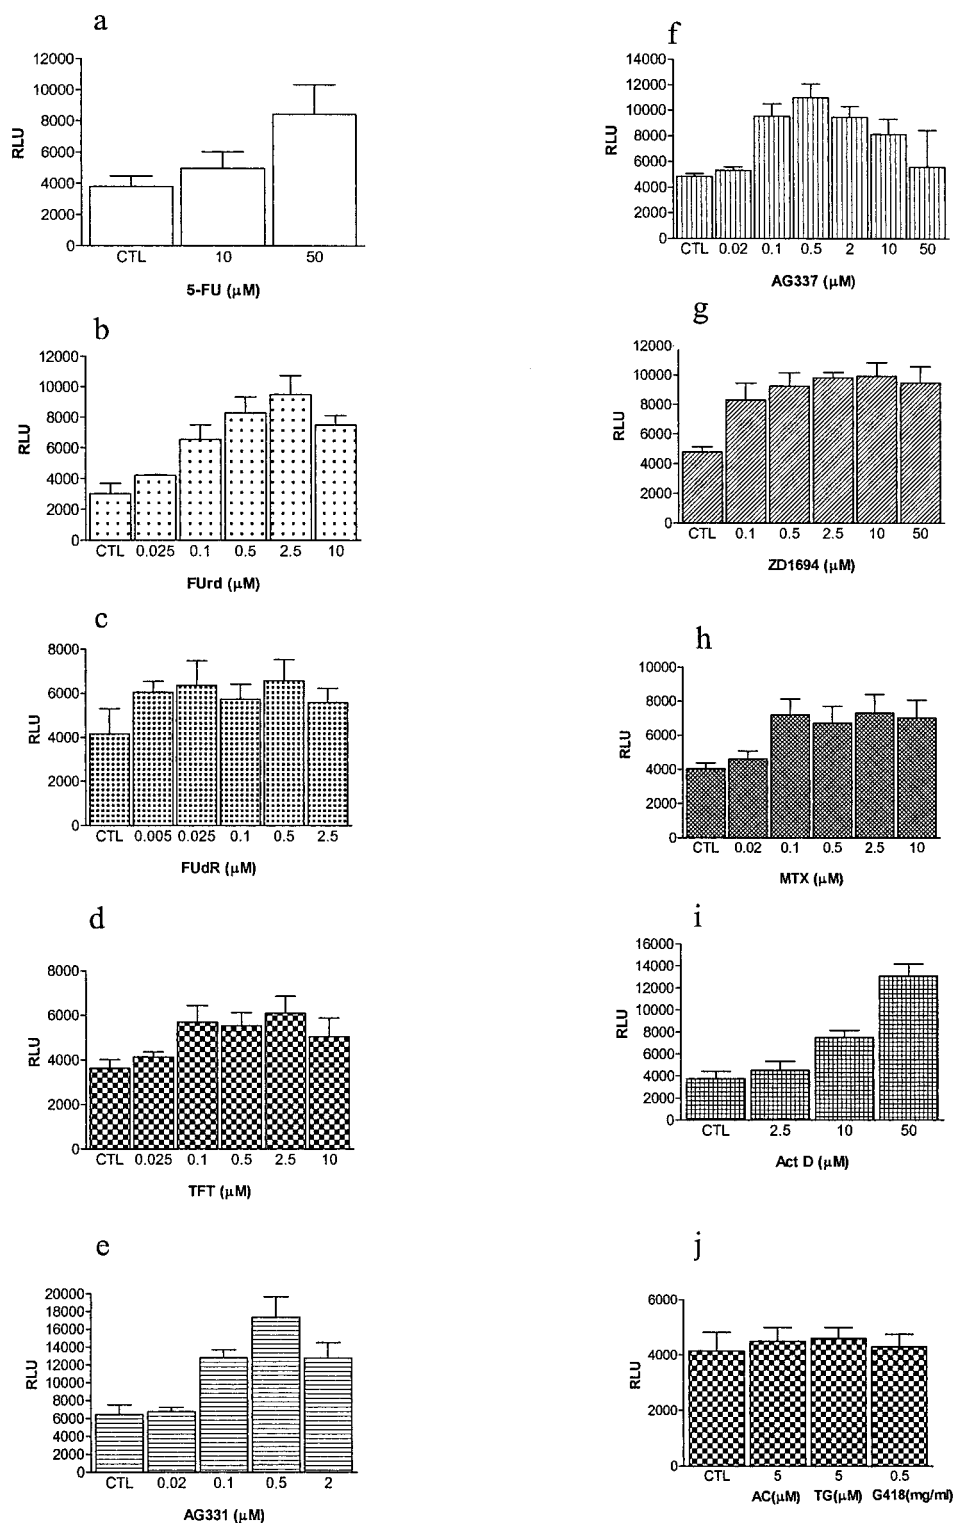 a
12000
10000
8000
6000
4000
2000
0
RLU
CTL 10 50
5-FU (μM)
b
12000
10000
8000
6000
4000
2000
0
RLU
CTL 0.025 0.1 0.5 2.5 10
FUrd (μM)
c
8000
6000
4000
2000
0
RLU
CTL 0.005 0.025 0.1 0.5 2.5
FUdR (μM)
d
8000
6000
4000
2000
0
RLU
CTL 0.025 0.1 0.5 2.5 10
TFT (μM)
e
20000
18000
16000
14000
12000
10000
8000
6000
4000
2000
0
RLU
CTL 0.02 0.1 0.5 2
AG331 (μM)
f
14000
12000
10000
8000
6000
4000
2000
0
RLU
CTL 0.02 0.1 0.5 2 10 50
AG337 (μM)
g
12000
10000
8000
6000
4000
2000
0
RLU
CTL 0.1 0.5 2.5 10 50
ZD1694 (μM)
h
10000
8000
6000
4000
2000
0
RLU
CTL 0.02 0.1 0.5 2.5 10
MTX (μM)
i
16000
14000
12000
10000
8000
6000
4000
2000
0
RLU
CTL 2.5 10 50
Act D (μM)
j
6000
4000
2000
0
RLU
CTL 5 5 0.5
AC(μM) TG(μM) G418(mg/ml)